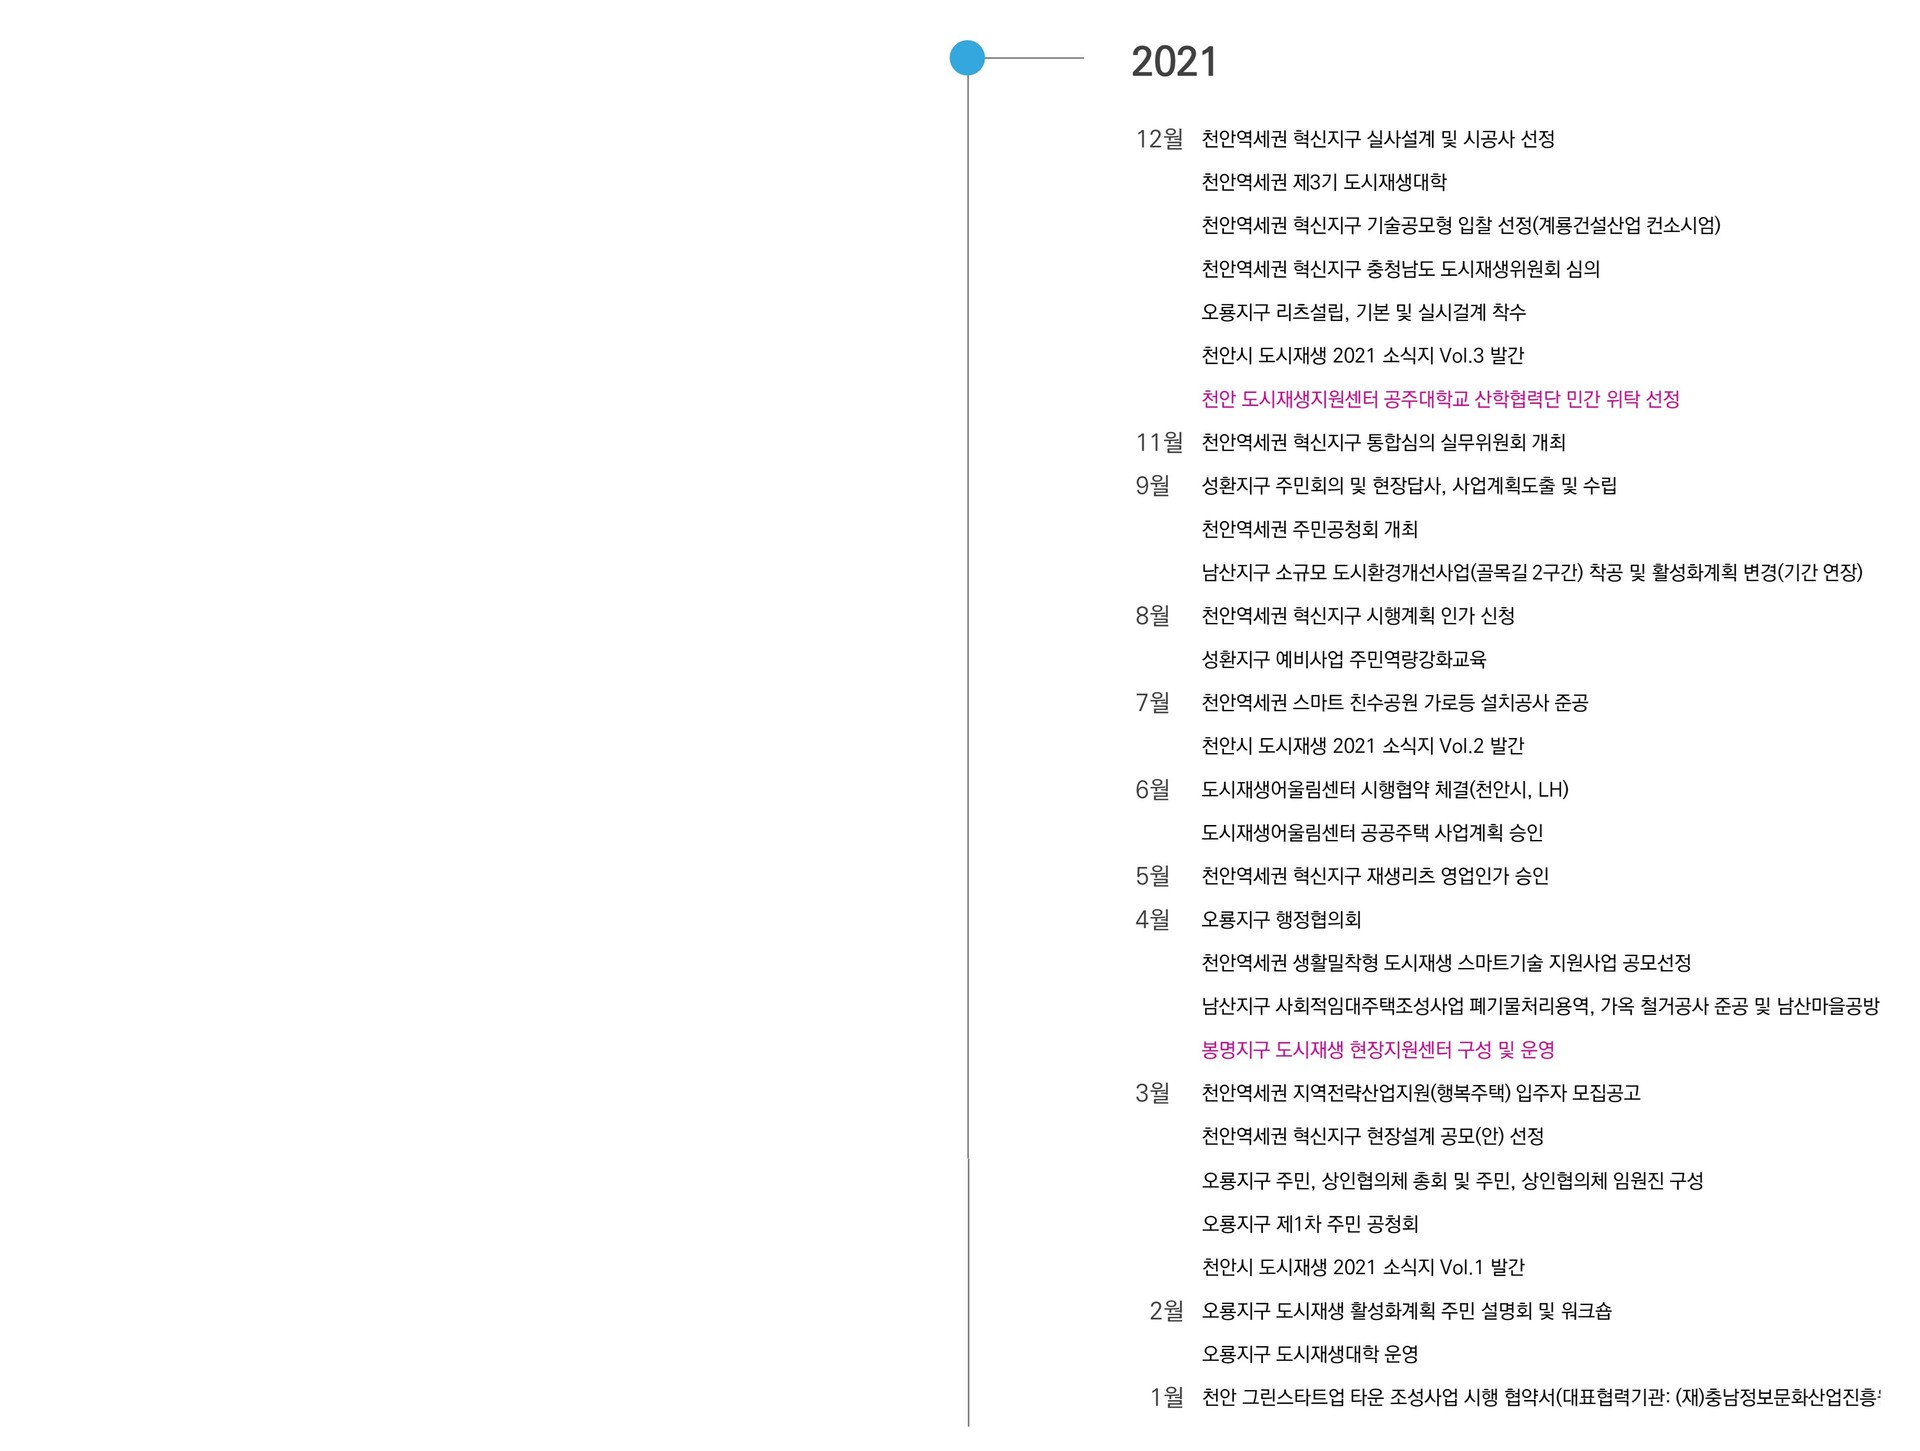 2021
12월 천안역세권 혁신지구 실사설계 및 시공사 선정
천안역세권 제3기 도시재생대학
천안역세권 혁신지구 기술공모형 입찰 선정(계룡건설산업 컨소시엄)
천안역세권 혁신지구 충청남도 도시재생위원회 심의
오룡지구 리츠설립, 기본 및 실시걸계 착수
천안시 도시재생 2021 소식지 Vol.3 발간
천안 도시재생지원센터 공주대학교 산학협력단 민간 위탁 선정
11월 천안역세권 혁신지구 통합심의 실무위원회 개최
9월 성환지구 주민회의 및 현장답사, 사업계획도출 및 수립
천안역세권 주민공청회 개최
남산지구 소규모 도시환경개선사업(골목길 2구간) 착공 및 활성화계획 변경(기간 연장)
8월 천안역세권 혁신지구 시행계획 인가 신청
성환지구 예비사업 주민역량강화교육
7월 천안역세권 스마트 친수공원 가로등 설치공사 준공
천안시 도시재생 2021 소식지 Vol.2 발간
6월 도시재생어울림센터 시행협약 체결(천안시, LH)
도시재생어울림센터 공공주택 사업계획 승인
5월 천안역세권 혁신지구 재생리츠 영업인가 승인
4월 오룡지구 행정협의회
천안역세권 생활밀착형 도시재생 스마트기술 지원사업 공모선정
남산지구 사회적임대주택조성사업 폐기물처리용역, 가옥 철거공사 준공 및 남산마을공방
봉명지구 도시재생 현장지원센터 구성 및 운영
3월 천안역세권 지역전략산업지원(행복주택) 입주자 모집공고
천안역세권 혁신지구 현장설계 공모(안) 선정
오룡지구 주민, 상인협의체 총회 및 주민, 상인협의체 임원진 구성
오룡지구 제1차 주민 공청회
천안시 도시재생 2021 소식지 Vol.1 발간
2월 오룡지구 도시재생 활성화계획 주민 설명회 및 워크숍
오룡지구 도시재생대학 운영
1월 천안 그린스타트업 타운 조성사업 시행 협약서(대표협력기관: (재)충남정보문화산업진흥